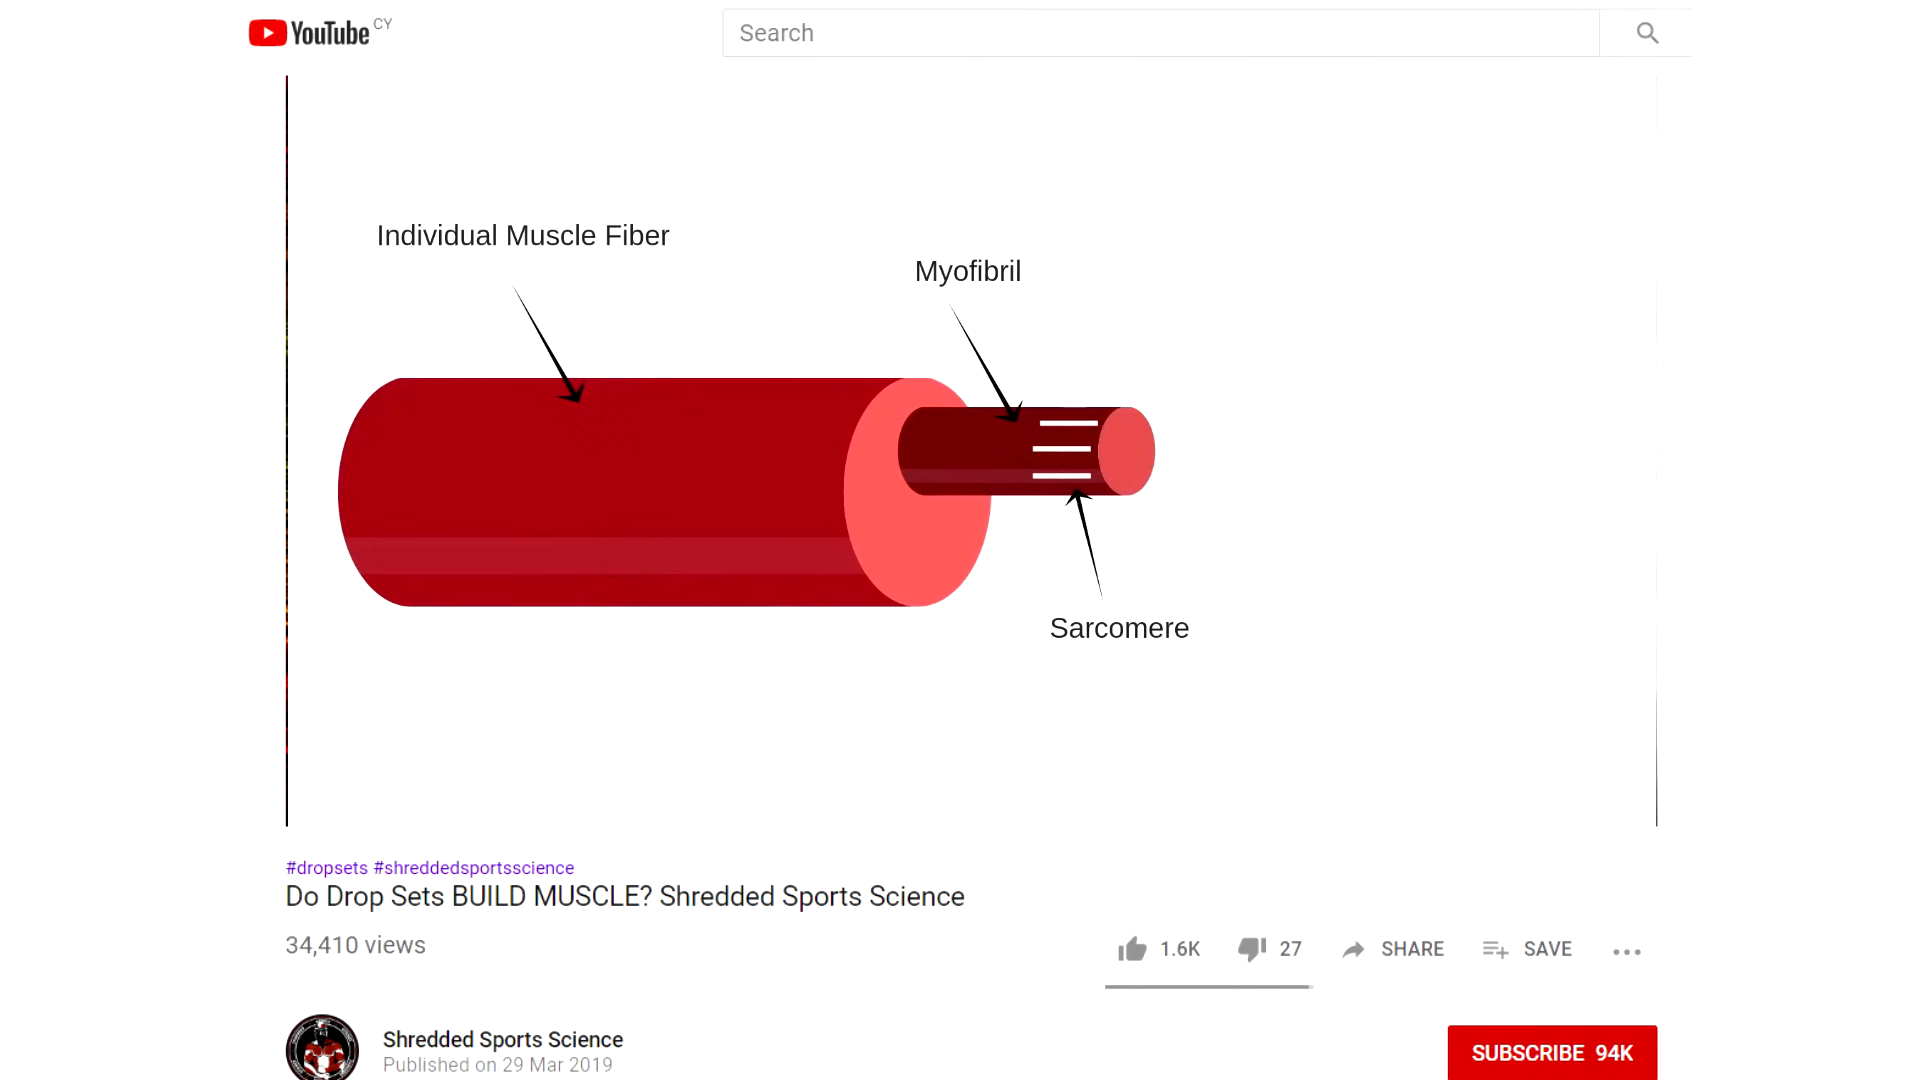 YouTube CY
Search
Individual Muscle Fiber
Myofibril
Sarcomere
#dropsets #shreddedsportsscience
Do Drop Sets BUILD MUSCLE? Shredded Sports Science
34,410 views
1.6K 27 SHARE SAVE
Shredded Sports Science
Published on 29 Mar 2019
SUBSCRIBE 94K